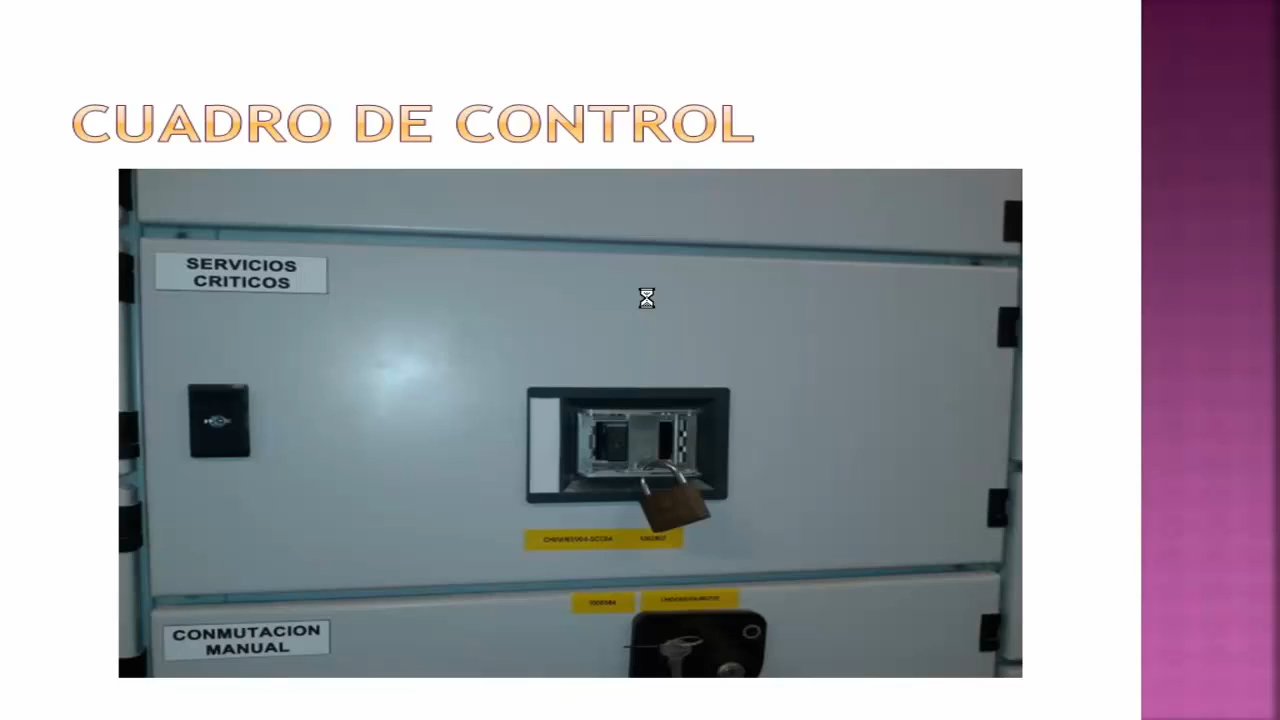 CUADRO DE CONTROL
SERVICIOS
CRITICOS
CONMUTACION
MANUAL